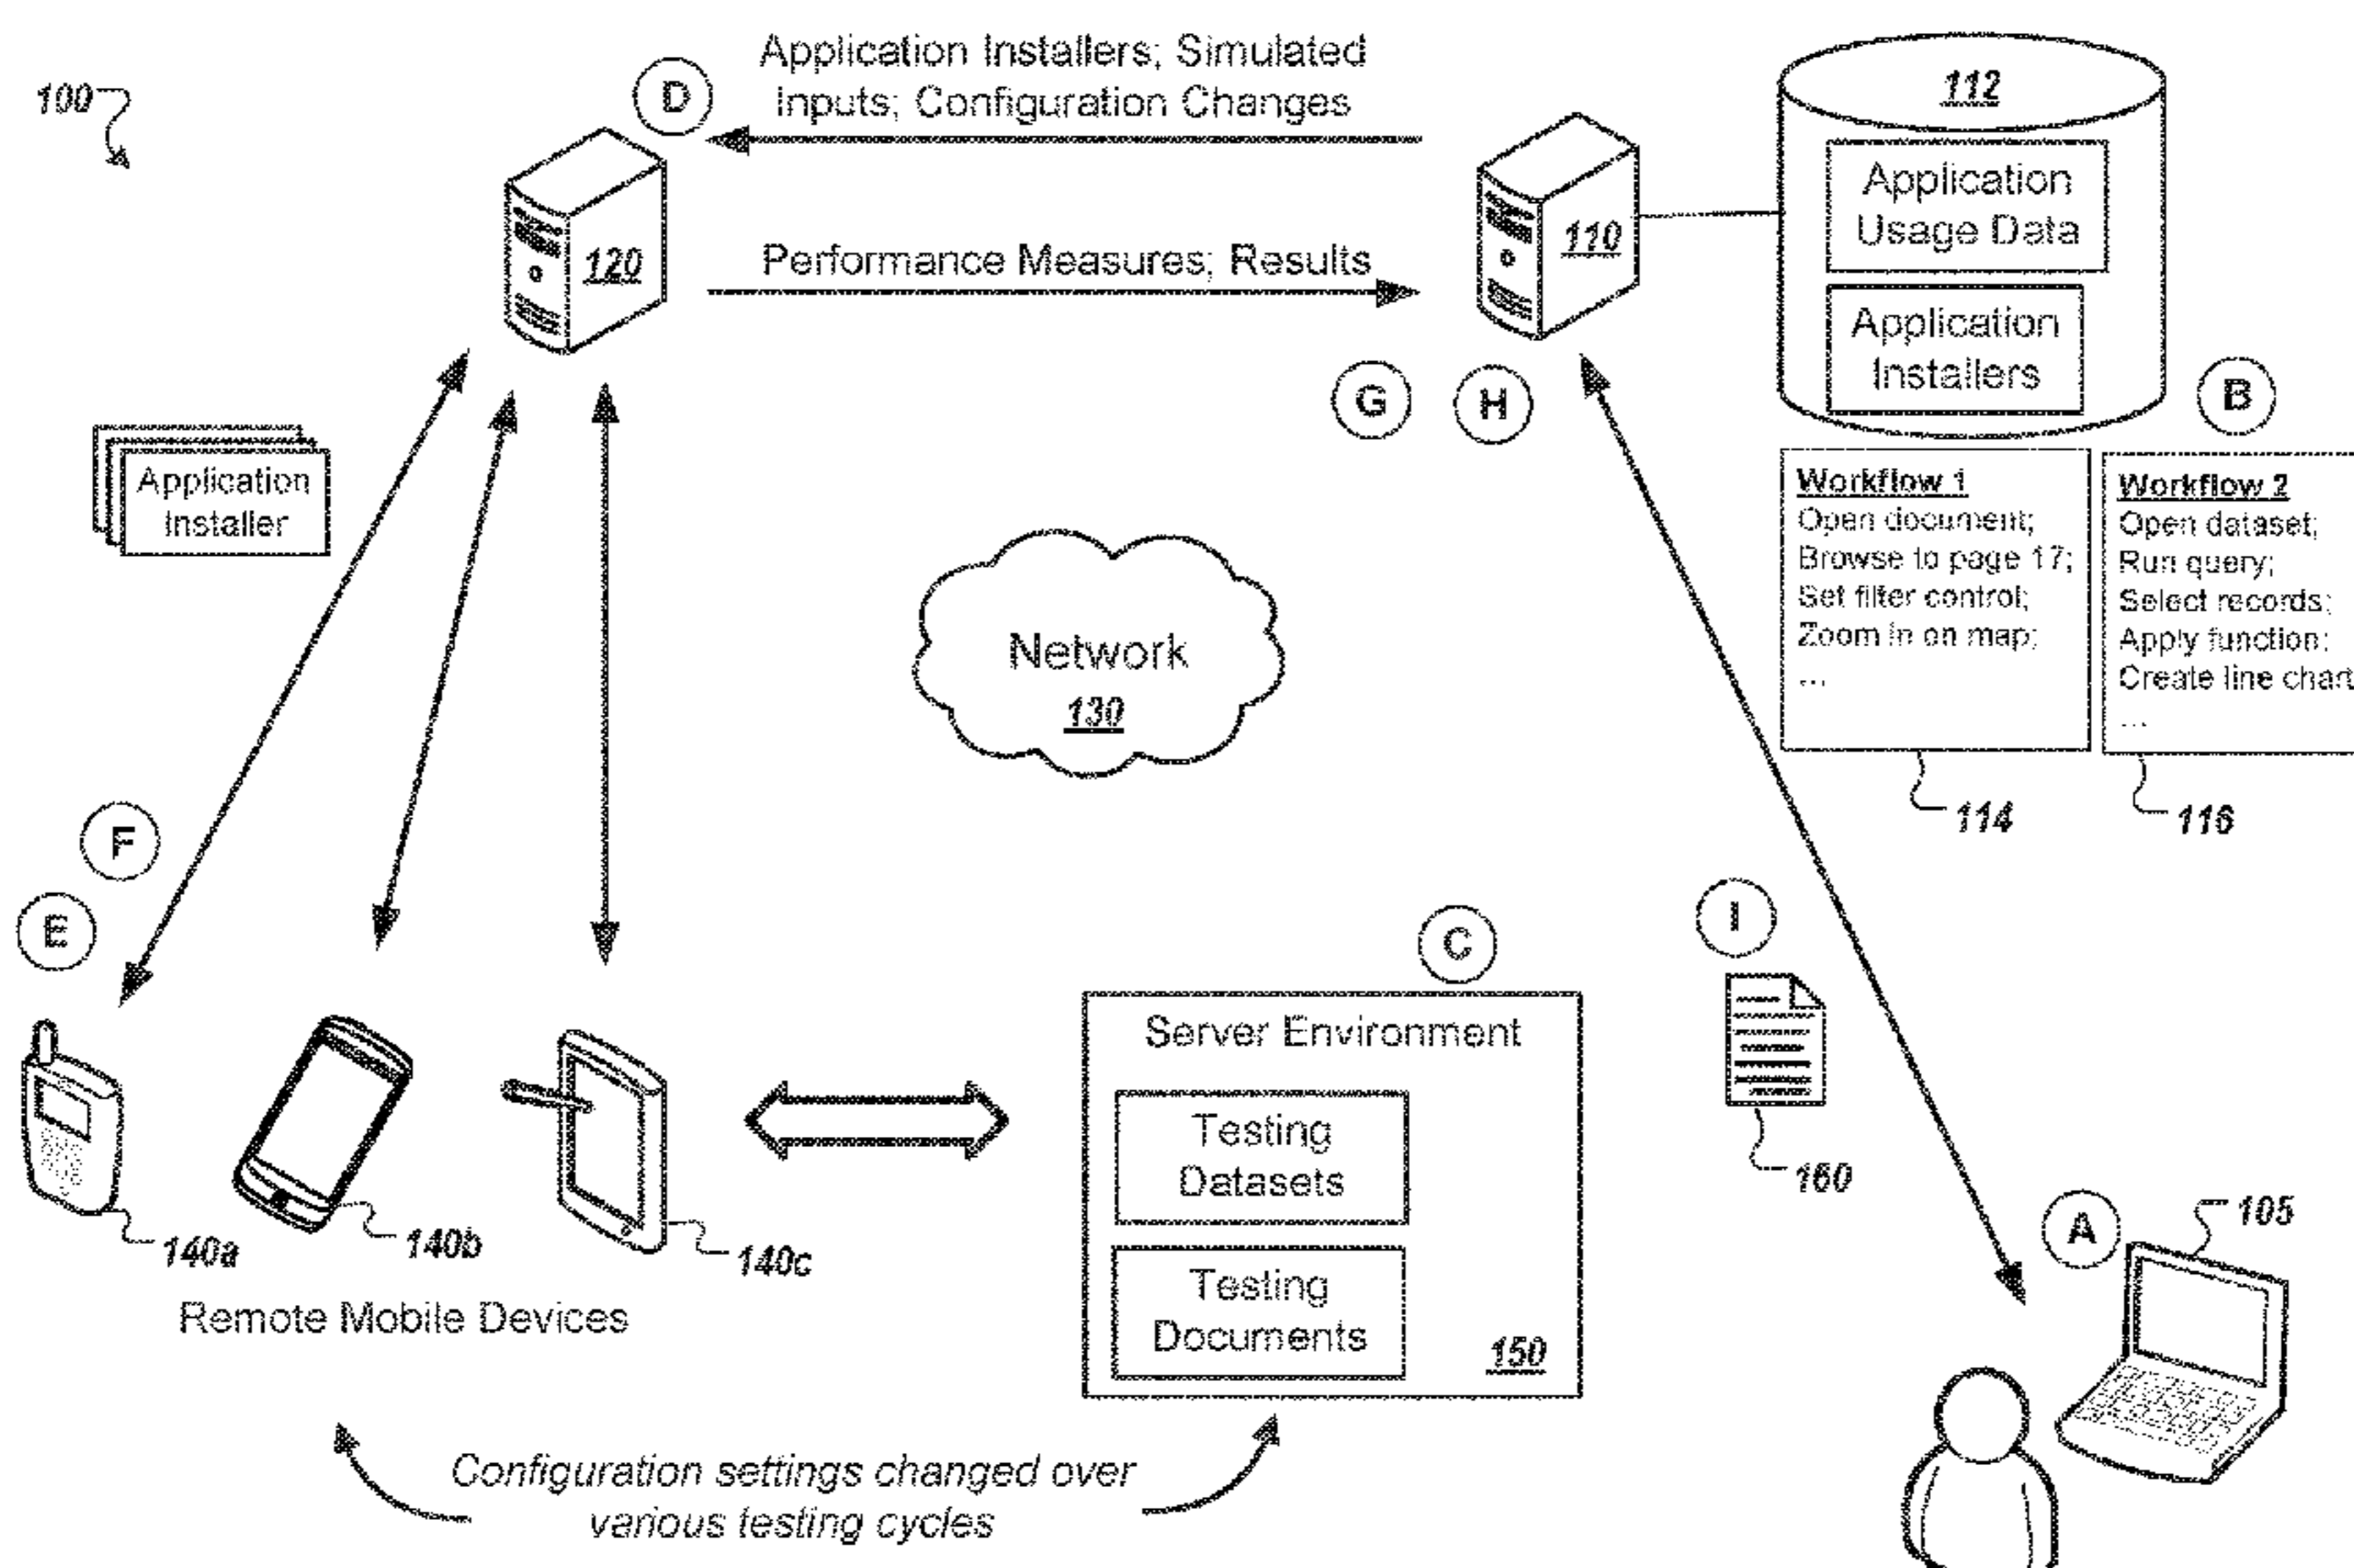 100
D
Application Installers; Simulated
Inputs; Configuration Changes
120
Performance Measures; Results
110
112
Application
Usage Data
Application
Installers
G
H
B
Application
Installer
Workflow 1
Open document;
Browse to page 17;
Set filter control;
Zoom in on map;
...
114
Workflow 2
Open dataset;
Run query;
Select records;
Apply function;
Create line chart
...
116
Network
130
F
E
C
I
160
Server Environment
Testing
Datasets
Testing
Documents
150
A
105
140a
140b
140c
Remote Mobile Devices
Configuration settings changed over
various testing cycles